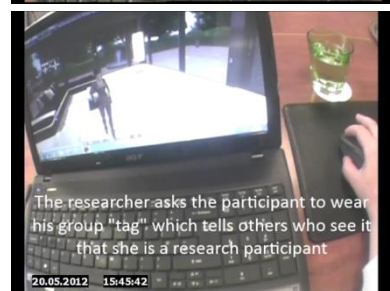 acer
The researcher asks the participant to wear
his group "tag" which tells others who see it
that she is a research participant
20.05.2012 15:45:42